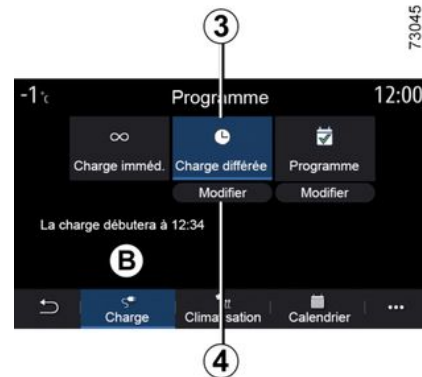 3
73045
-1 °c Programme 12:00
∞
Charge imméd. Charge différée Programme
Modifier Modifier
La charge débutera à 12:34
B
Charge Climatisation Calendrier ...
4